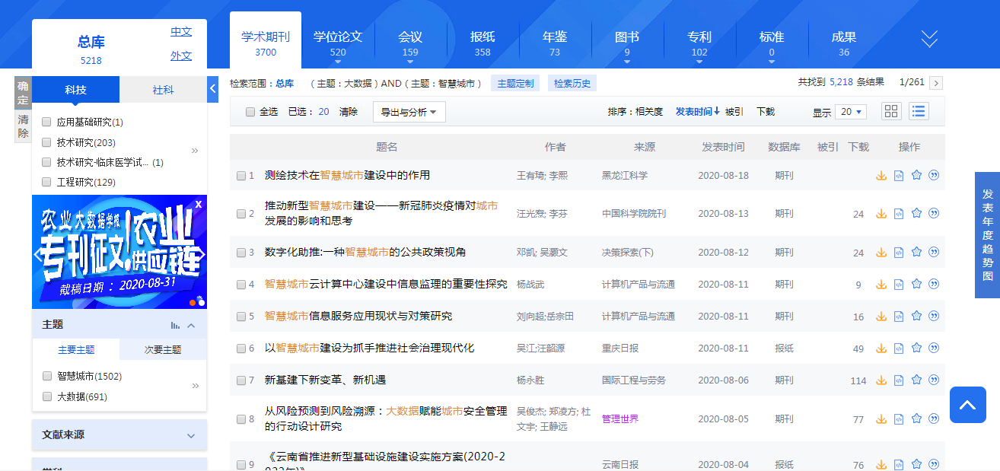 总库
5218
中文
外文
学术期刊
3700
学位论文
520
会议
159
报纸
358
年鉴
73
图书
9
专利
102
标准
0
成果
36
确定
清除
科技
社科
应用基础研究(1)
技术研究(203)
技术研究-临床医学试... (1)
工程研究(129)
农业大数据学报
专刊征文
农业
供应链
截稿日期 : 2020-08-31
主题
主要主题
次要主题
智慧城市(1502)
大数据(691)
文献来源
检索范围:总库 (主题:大数据)AND(主题:智慧城市) 主题定制 检索历史 共找到 5,218 条结果 1/261
全选 已选: 20 清除 导出与分析 排序:相关度 发表时间↓ 被引 下载 显示 20
题名 作者 来源 发表时间 数据库 被引 下载 操作
1 测绘技术在智慧城市建设中的作用 王有琦; 李熙 黑龙江科学 2020-08-18 期刊
2 推动新型智慧城市建设——新冠肺炎疫情对城市 汪光焘; 李芬 中国科学院院刊 2020-08-13 期刊 24
发展的影响和思考
3 数字化助推:一种智慧城市的公共政策视角 邓凯; 吴灏文 决策探索(下) 2020-08-12 期刊 24
4 智慧城市云计算中心建设中信息监理的重要性探究 杨战武 计算机产品与流通 2020-08-11 期刊 9
5 智慧城市信息服务应用现状与对策研究 刘向超;岳宗田 计算机产品与流通 2020-08-11 期刊 16
6 以智慧城市建设为抓手推进社会治理现代化 吴江;汪韶源 重庆日报 2020-08-11 报纸 49
7 新基建下新变革、新机遇 杨永胜 国际工程与劳务 2020-08-06 期刊 114
8 从风险预测到风险溯源:大数据赋能城市安全管理 吴俊杰; 郑凌方; 杜 管理世界 2020-08-05 期刊 77
的行动设计研究 文宇; 王静远
9 《云南省推进新型基础设施建设实施方案(2020-2 云南日报 2020-08-04 报纸 76
022年)》
发表年度趋势图